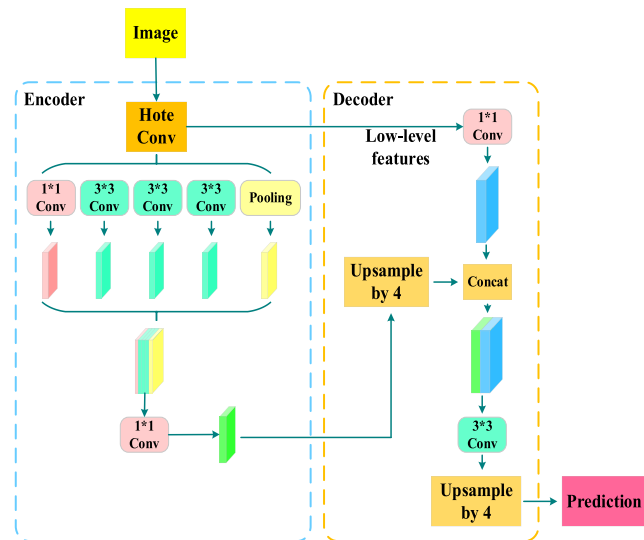 Image
Encoder
Hote
Conv
1*1
Conv
3*3
Conv
3*3
Conv
3*3
Conv
Pooling
1*1
Conv
Decoder
Low-level
features
1*1
Conv
Upsample
by 4
Concat
3*3
Conv
Upsample
by 4
Prediction